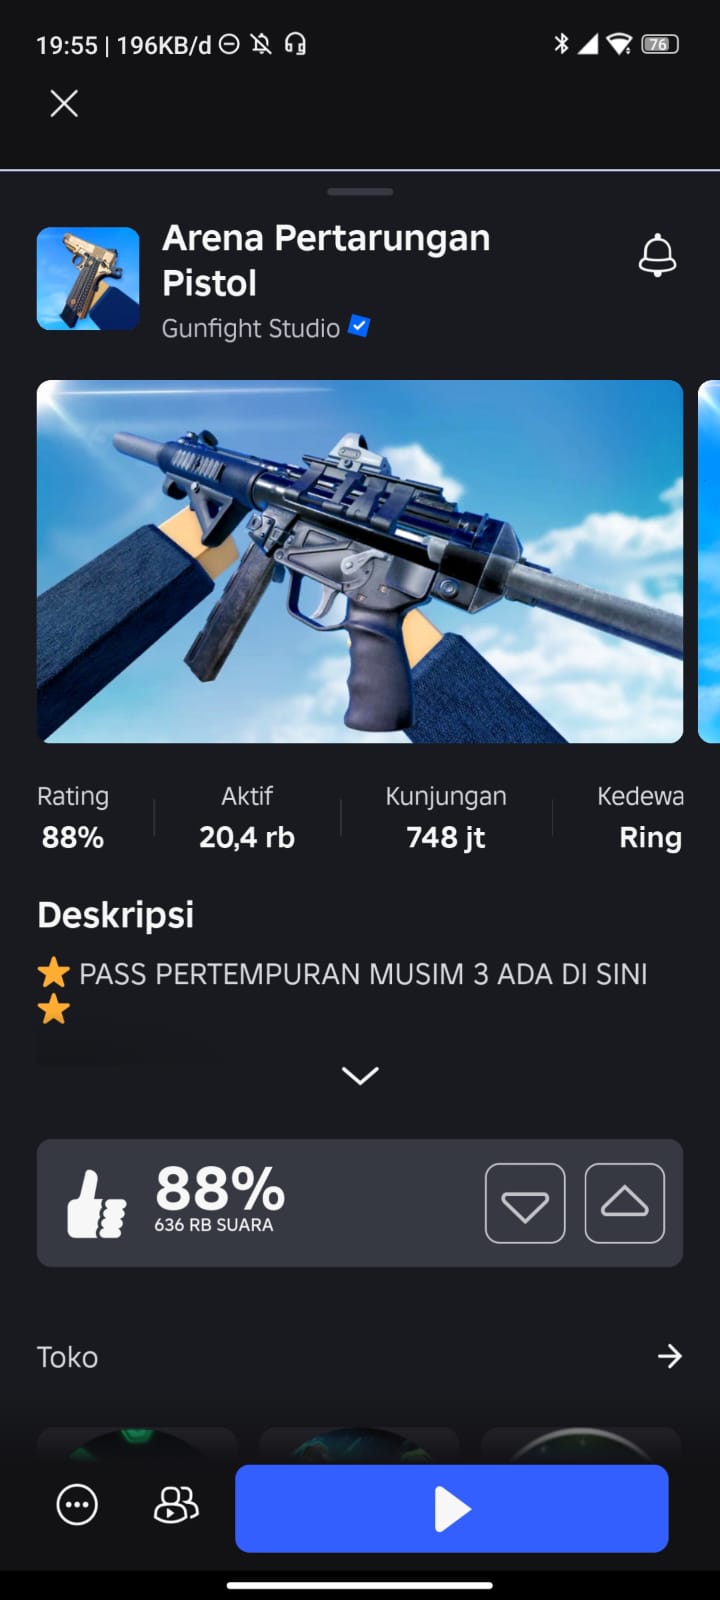 19:55 | 196KB/d
76
Arena Pertarungan
Pistol
Gunfight Studio
Rating
88%
Aktif
20,4 rb
Kunjungan
748 jt
Kedewa
Ring
Deskripsi
⭐ PASS PERTEMPURAN MUSIM 3 ADA DI SINI
⭐
88%
636 RB SUARA
Toko